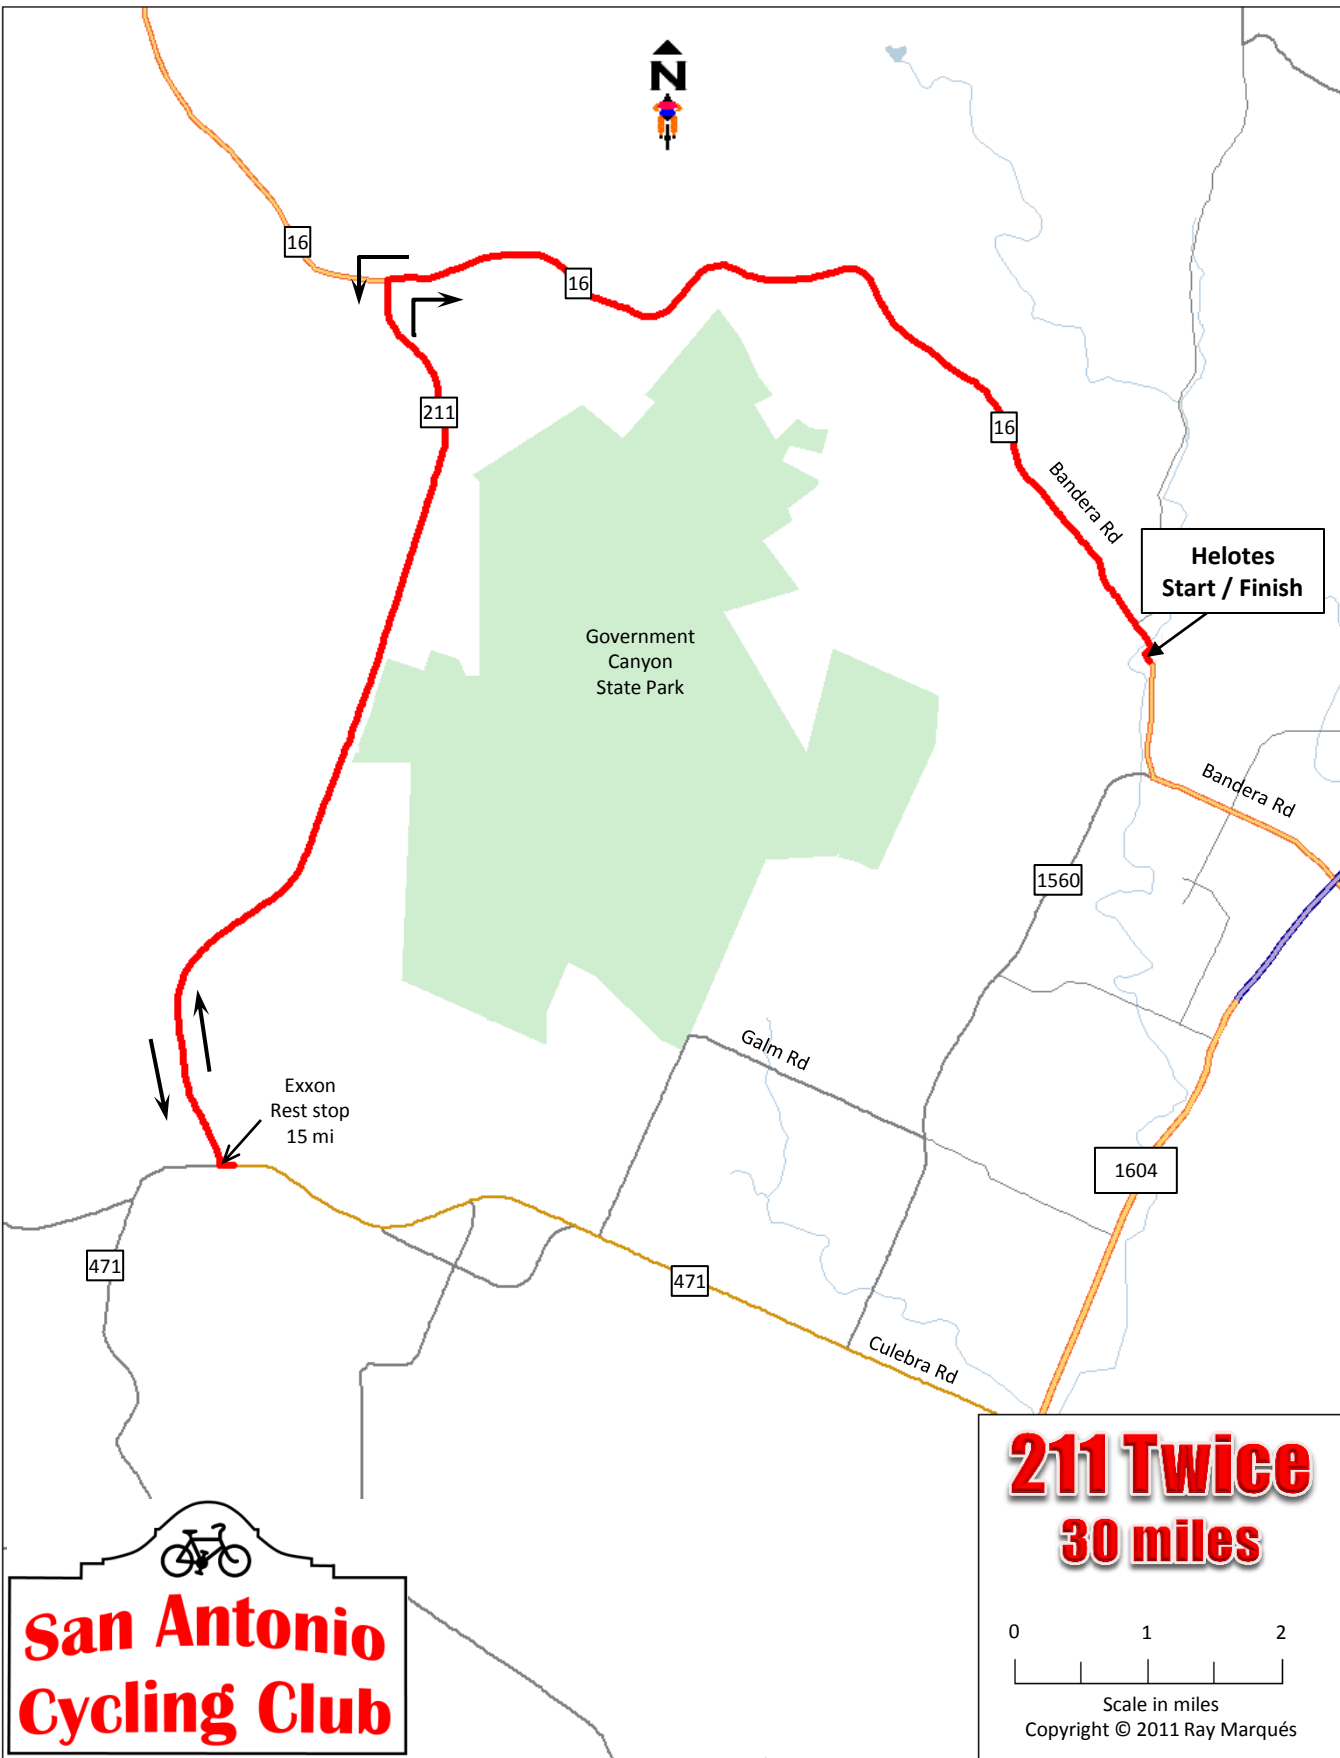 N
16
16
211
16
Bandera Rd
Helotes
Start / Finish
Government
Canyon
State Park
Bandera Rd
1560
Galm Rd
Exxon
Rest stop
15 mi
1604
471
471
Culebra Rd
211 Twice
30 miles
0 1 2
Scale in miles
Copyright © 2011 Ray Marqués
San Antonio
Cycling Club